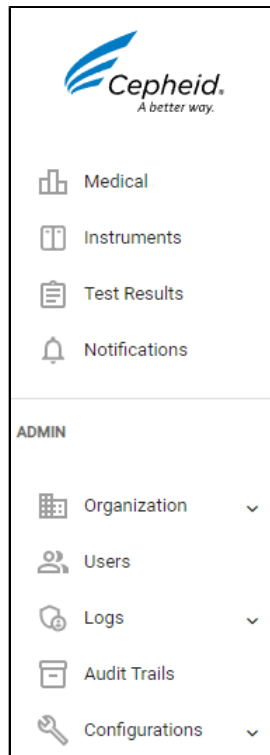 Cepheid.
A better way.
Medical
Instruments
Test Results
Notifications
ADMIN
Organization
Users
Logs
Audit Trails
Configurations